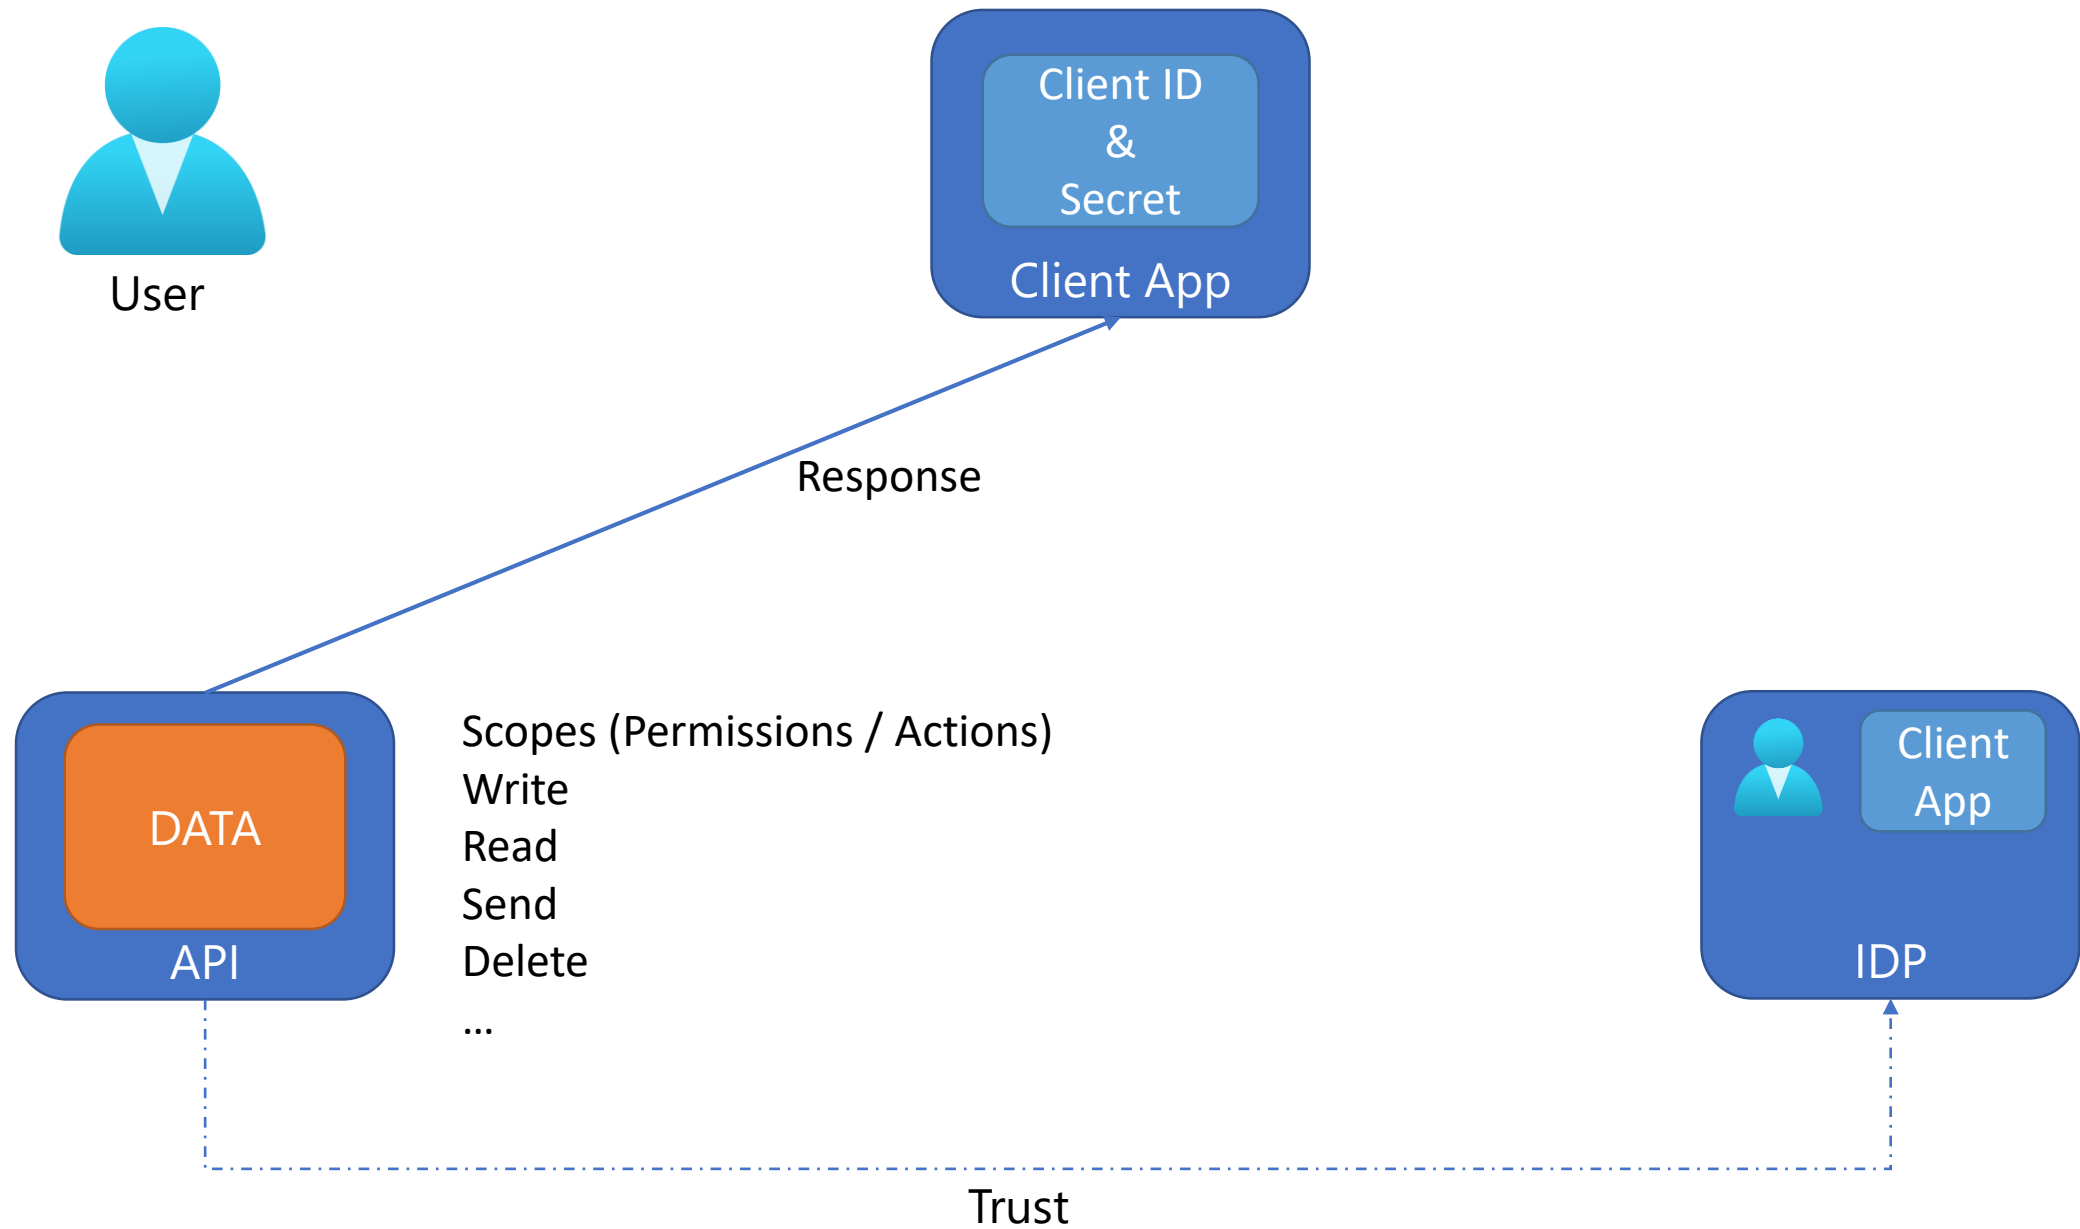 Client ID
&
Secret
Client App
User
Response
Scopes (Permissions / Actions)
Write
Read
Send
Delete
...
DATA
API
Client
App
IDP
Trust